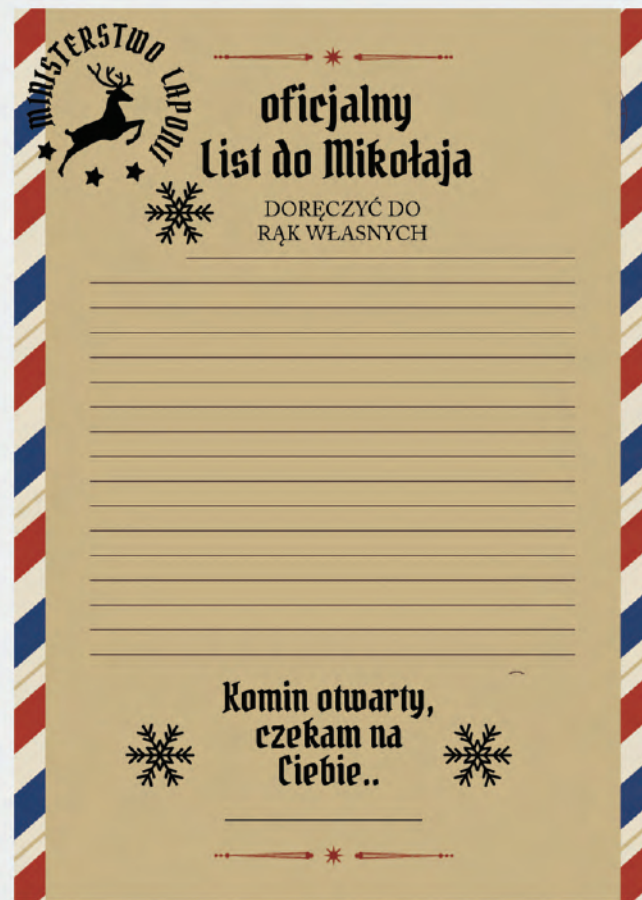 MINISTERSTWO LAPONII
oficjalny
List do Mikołaja
DORĘCZYĆ DO
RĄK WŁASNYCH
Komin otwarty,
czekam na
Ciebie..